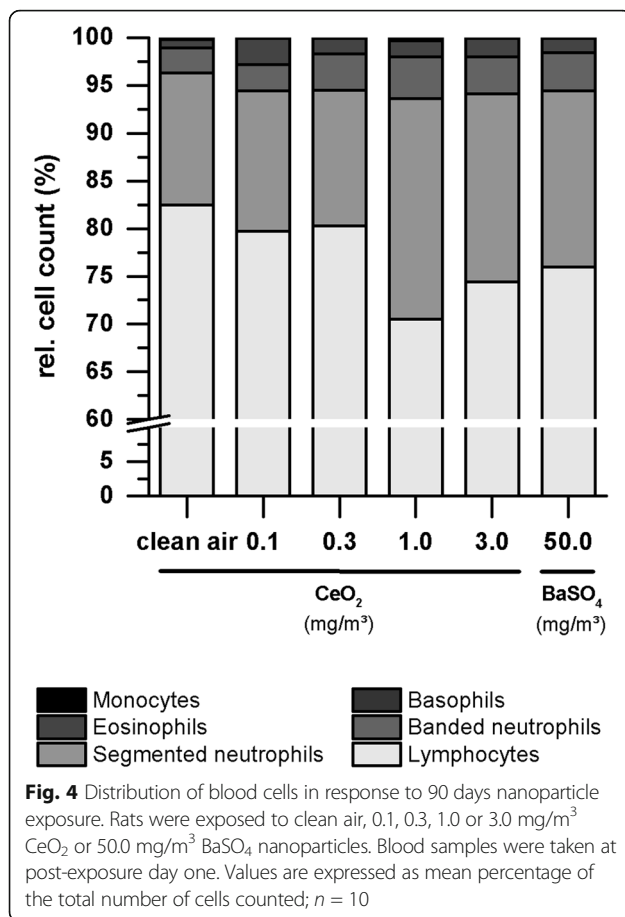 rel. cell count (%)
100
95
90
85
80
75
70
65
60
5
0
clean air 0.1 0.3 1.0 3.0 50.0
CeO₂ BaSO₄
(mg/m³) (mg/m³)
Monocytes Basophils
Eosinophils Banded neutrophils
Segmented neutrophils Lymphocytes
Fig. 4 Distribution of blood cells in response to 90 days nanoparticle
exposure. Rats were exposed to clean air, 0.1, 0.3, 1.0 or 3.0 mg/m³
CeO₂ or 50.0 mg/m³ BaSO₄ nanoparticles. Blood samples were taken at
post-exposure day one. Values are expressed as mean percentage of
the total number of cells counted; n = 10